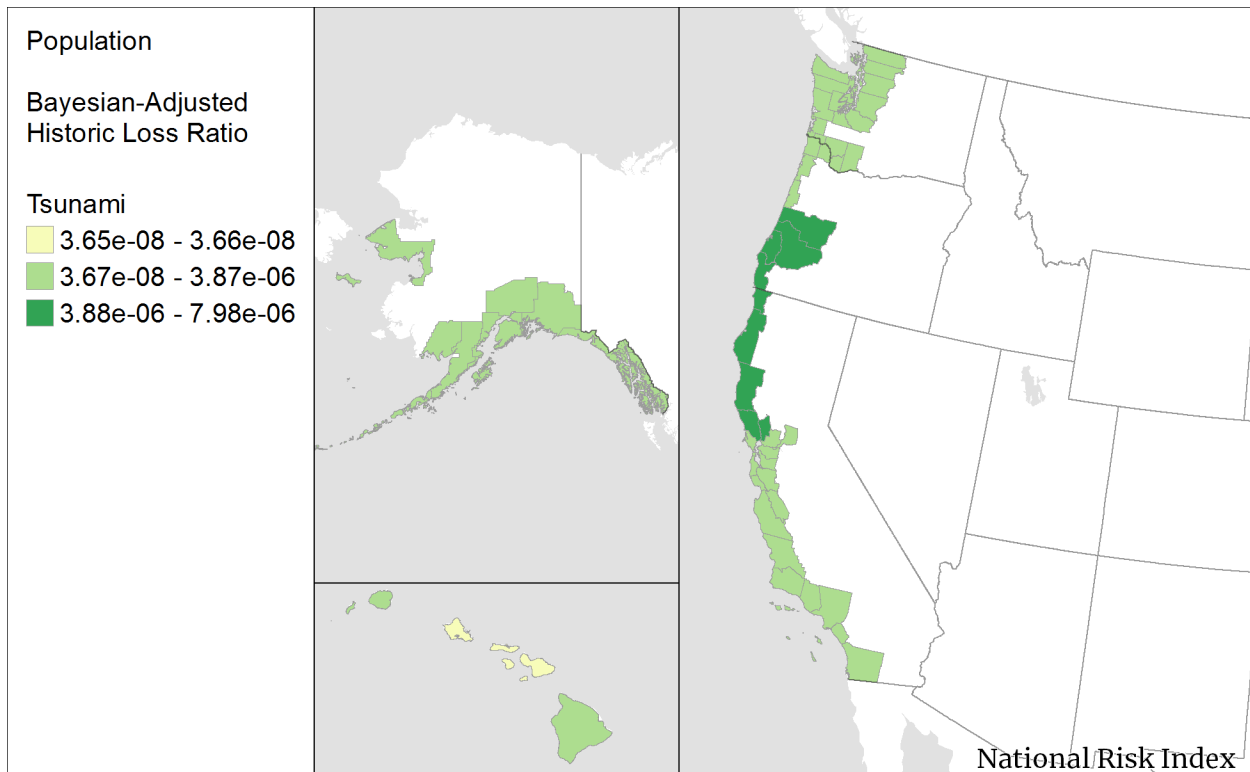 Population
Bayesian-Adjusted
Historic Loss Ratio
Tsunami
3.65e-08 - 3.66e-08
3.67e-08 - 3.87e-06
3.88e-06 - 7.98e-06
National Risk Index